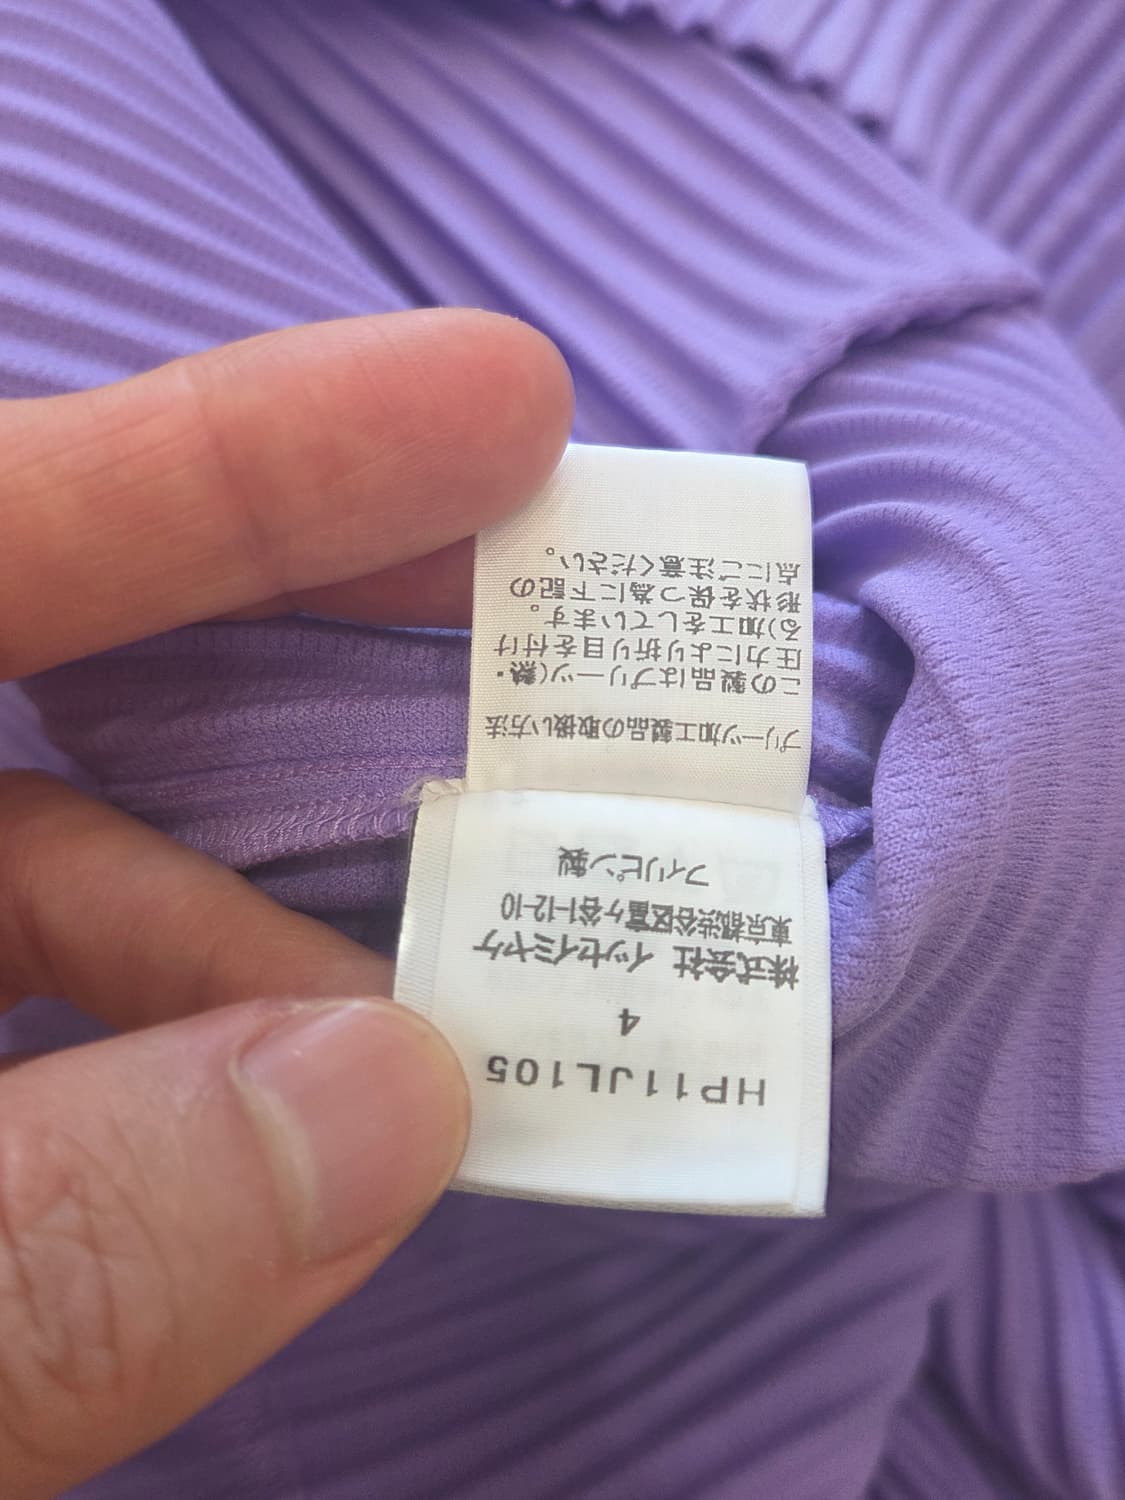 HP11JL105
4
株式会社 イッセイミヤケ
東京都渋谷区富ヶ谷1-12-10
フィリピン製
プリーツ加工製品の取扱い方法
この製品はプリーツ(熱・
圧力により折り目を付け
る)加工をしています。
形状を保つ為に下記の
点にご注意ください。